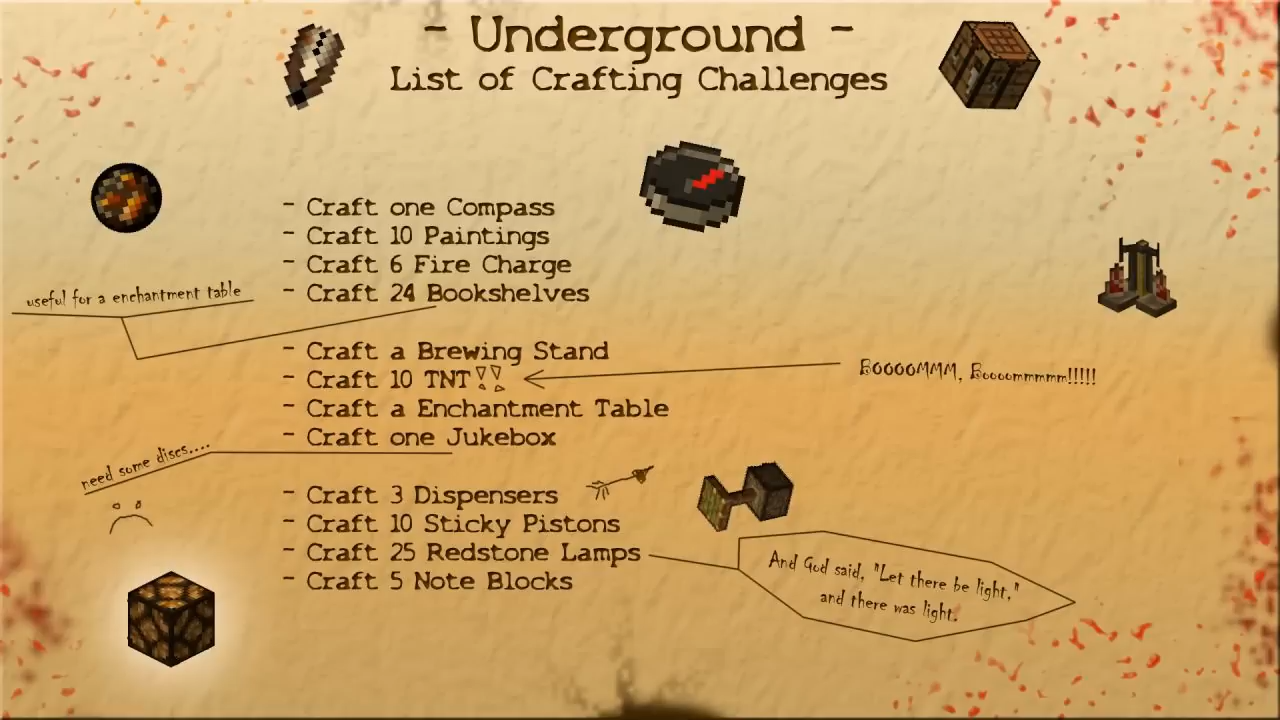 - Underground -
List of Crafting Challenges
- Craft one Compass
- Craft 10 Paintings
- Craft 6 Fire Charge
- Craft 24 Bookshelves
useful for a enchantment table
- Craft a Brewing Stand
- Craft 10 TNT!!
BOOOOMMM, Boooommmmm!!!!!
- Craft a Enchantment Table
- Craft one Jukebox
need some discs....
- Craft 3 Dispensers
- Craft 10 Sticky Pistons
- Craft 25 Redstone Lamps
- Craft 5 Note Blocks
And God said, "Let there be light,"
and there was light.